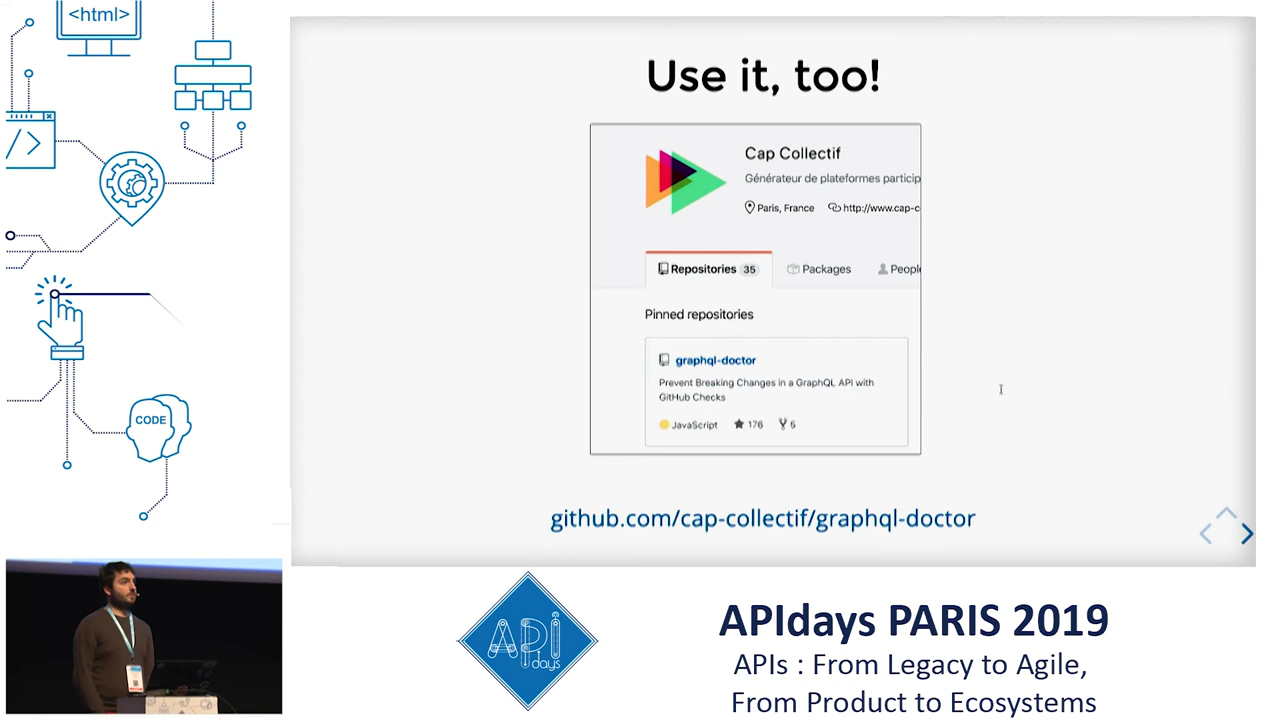 <html>
/>
CODE
Use it, too!
Cap Collectif
Générateur de plateformes particip
Paris, France http://www.cap-c
Repositories 35 Packages People
Pinned repositories
graphql-doctor
Prevent Breaking Changes in a GraphQL API with
GitHub Checks
JavaScript 176 6
github.com/cap-collectif/graphql-doctor
API
days
APIdays PARIS 2019
APIs : From Legacy to Agile,
From Product to Ecosystems